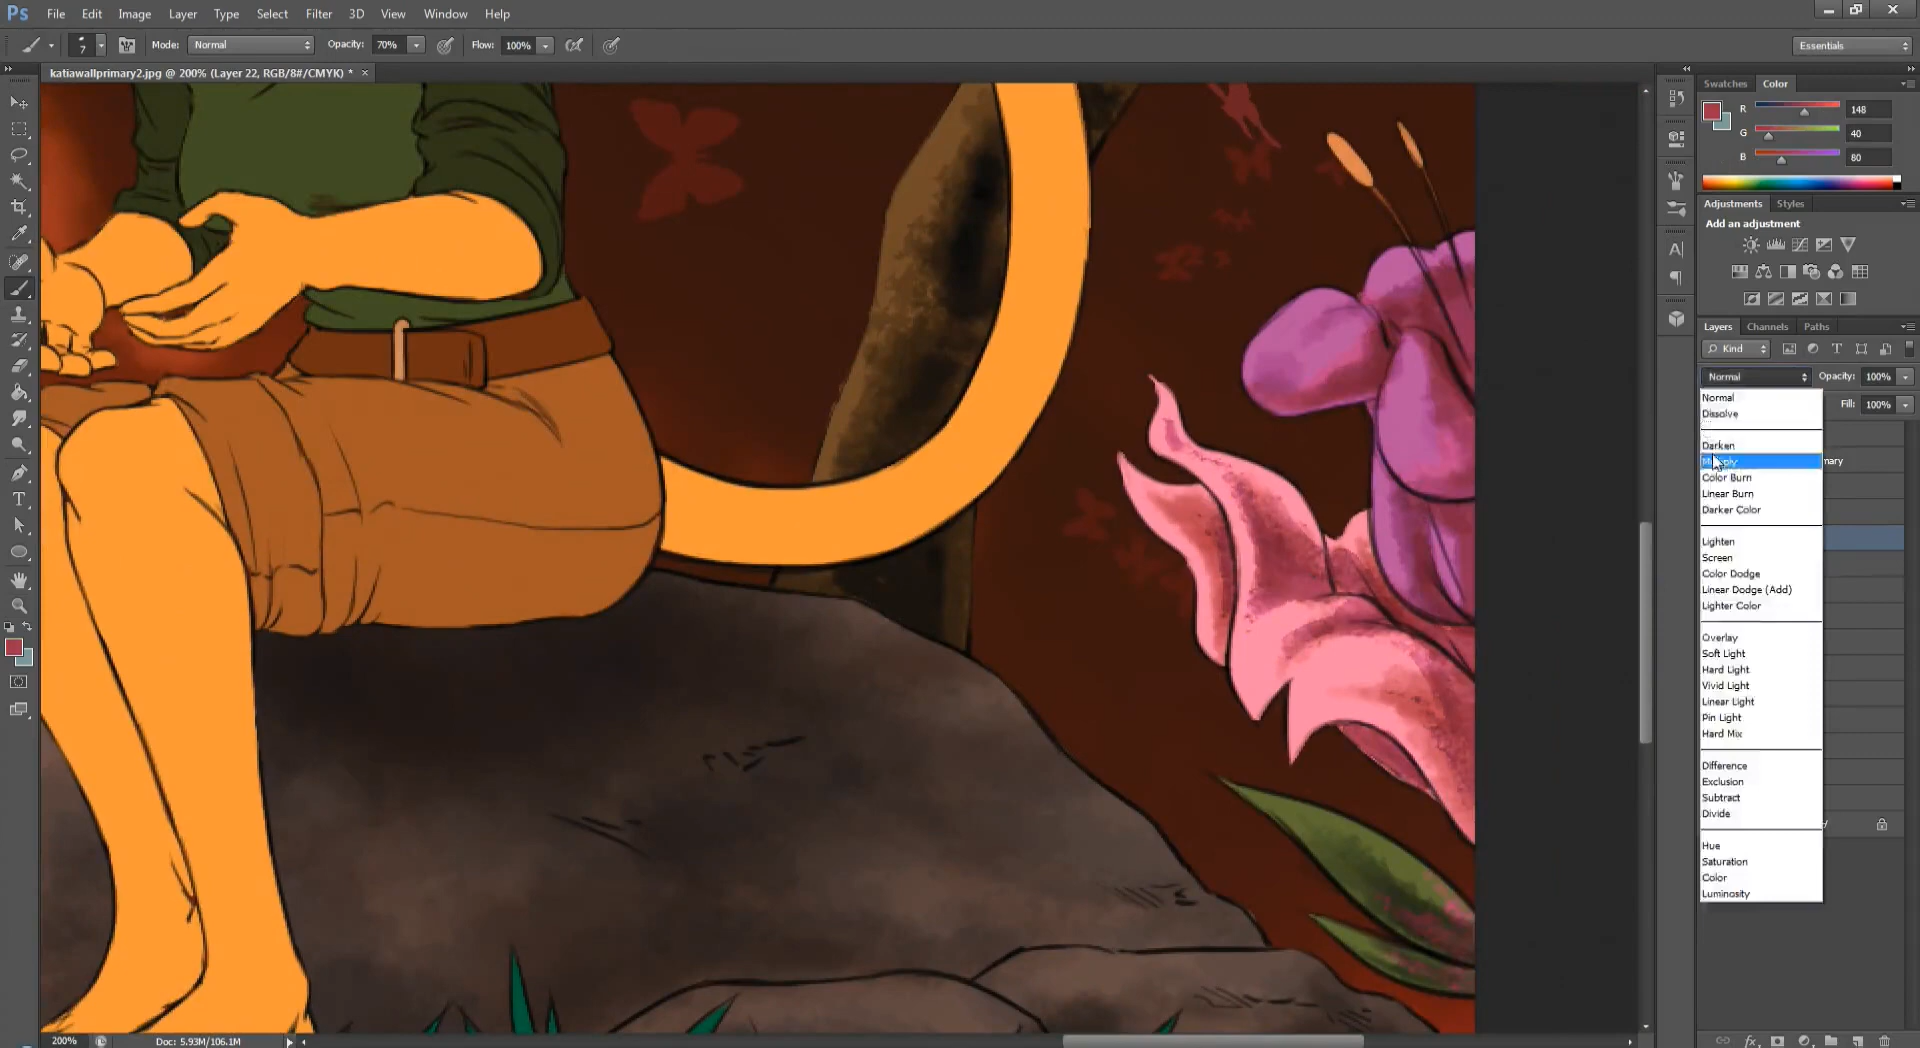 Ps File Edit Image Layer Type Select Filter 3D View Window Help
7 Mode: Normal Opacity: 70% Flow: 100% Essentials
katiawallprimary2.jpg @ 200% (Layer 22, RGB/8#/CMYK) * ×
Swatches Color
R 148
G 40
B 80
Adjustments Styles
Add an adjustment
Layers Channels Paths
Kind
Normal Opacity: 100%
Fill: 100%
Normal
Dissolve
Darken
Multiply mary
Color Burn
Linear Burn
Darker Color
Lighten
Screen
Color Dodge
Linear Dodge (Add)
Lighter Color
Overlay
Soft Light
Hard Light
Vivid Light
Linear Light
Pin Light
Hard Mix
Difference
Exclusion
Subtract
Divide
Hue
Saturation
Color
Luminosity
200% Doc: 5.93M/106.1M